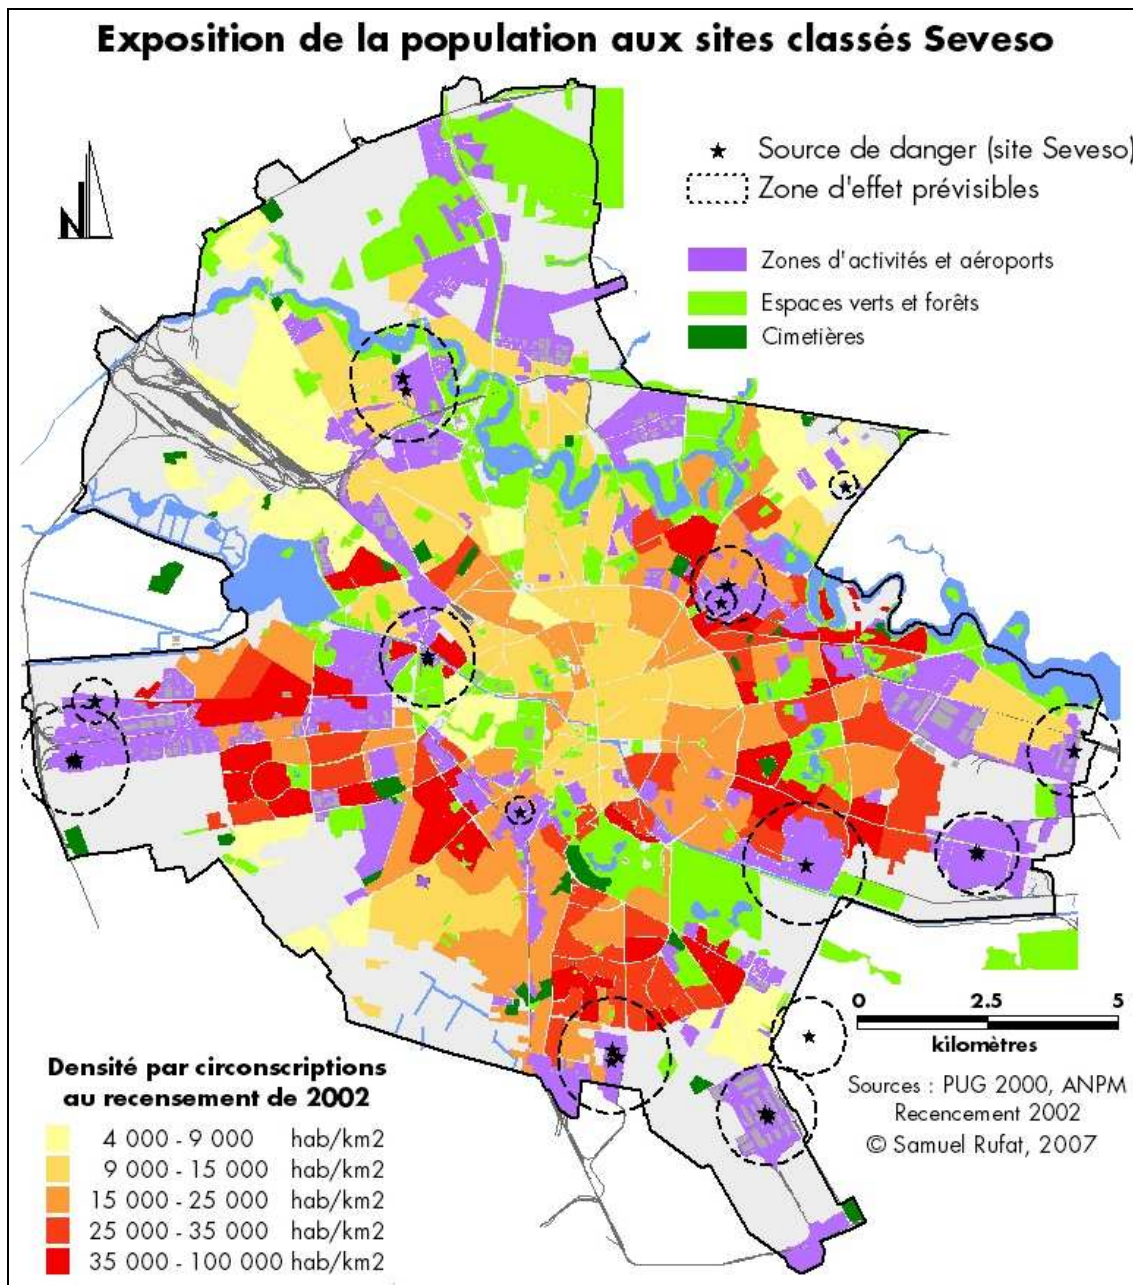 Exposition de la population aux sites classés Seveso
Source de danger (site Seveso)
Zone d'effet prévisibles
N
Zones d'activités et aéroports
Espaces verts et forêts
Cimetières
0 2.5 5
kilomètres
Sources : PUG 2000, ANPM
Recencement 2002
© Samuel Rufat, 2007
Densité par circonscriptions
au recensement de 2002
4 000 - 9 000 hab/km2
9 000 - 15 000 hab/km2
15 000 - 25 000 hab/km2
25 000 - 35 000 hab/km2
35 000 - 100 000 hab/km2